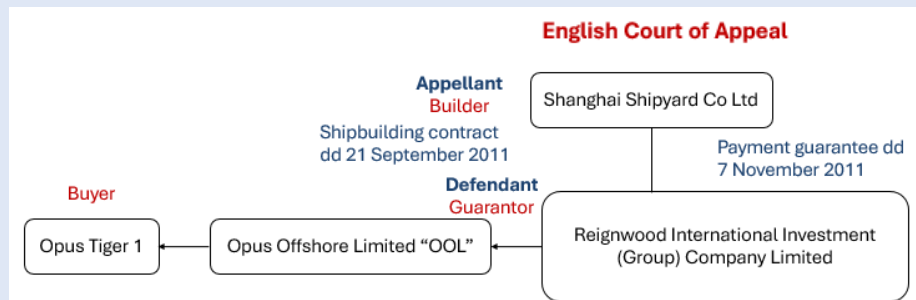 English Court of Appeal
Appellant
Builder
Shanghai Shipyard Co Ltd
Shipbuilding contract
dd 21 September 2011
Payment guarantee dd
7 November 2011
Buyer
Defendant
Guarantor
Opus Tiger 1
Opus Offshore Limited “OOL”
Reignwood International Investment
(Group) Company Limited